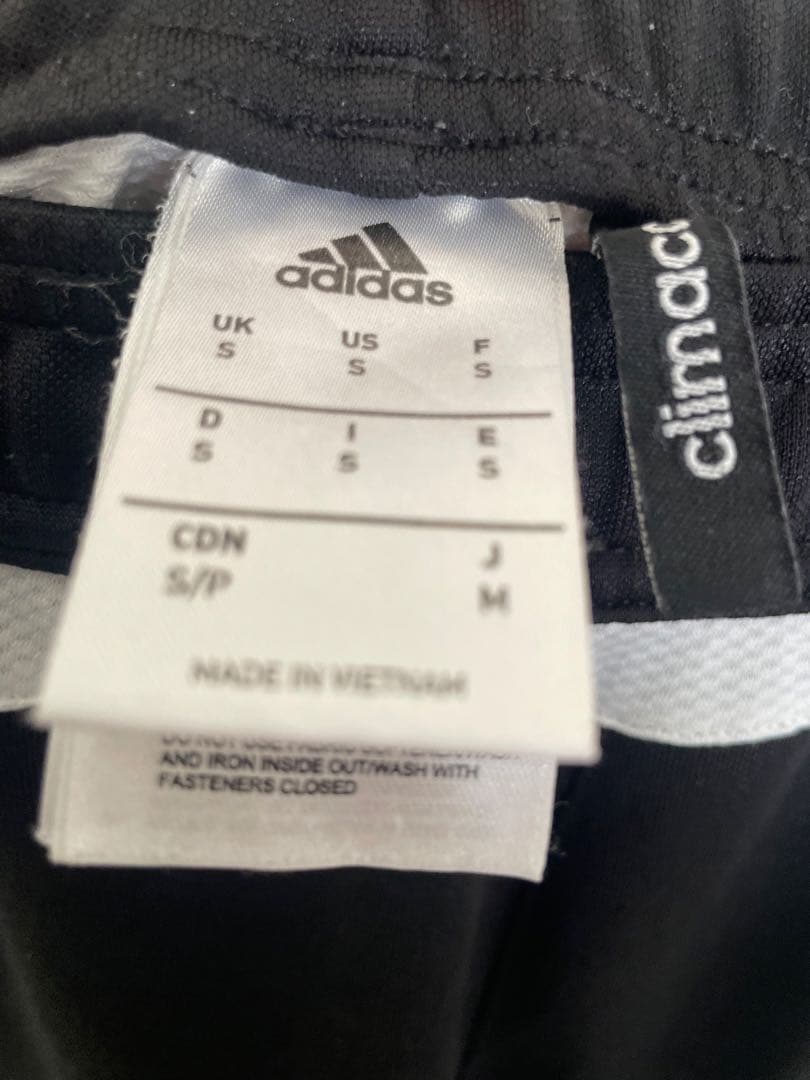 adidas
UK US F
S S S
D I E
S S S
CDN J
S/P M
MADE IN VIETNAM
AND IRON INSIDE OUT/WASH WITH
FASTENERS CLOSED
climac